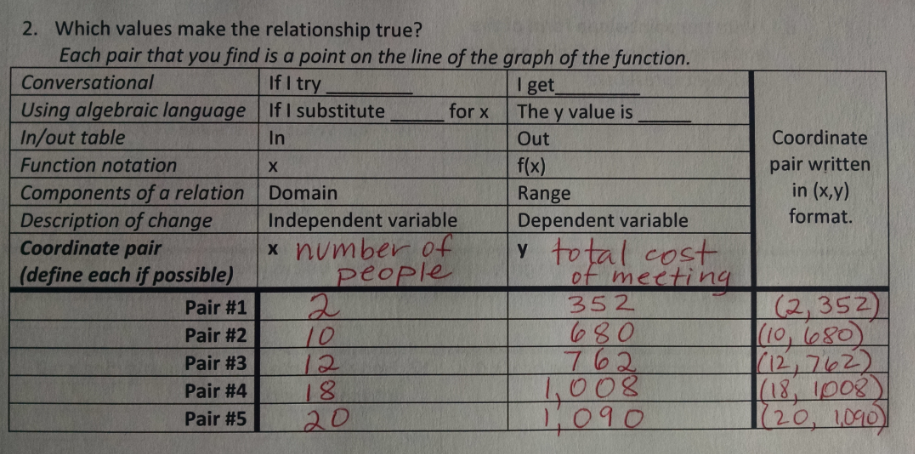 2. Which values make the relationship true?
Each pair that you find is a point on the line of the graph of the function.
Conversational If I try ________ I get________
Using algebraic language If I substitute _____ for x The y value is _____
In/out table In Out
Function notation x f(x)
Components of a relation Domain Range
Description of change Independent variable Dependent variable
Coordinate
pair written
in (x,y)
format.
Coordinate pair x number of y total cost
(define each if possible) people of meeting
Pair #1 2 352 (2,352)
Pair #2 10 680 (10, 680)
Pair #3 12 762 (12, 762)
Pair #4 18 1,008 (18, 1008)
Pair #5 20 1,090 (20, 1,090)